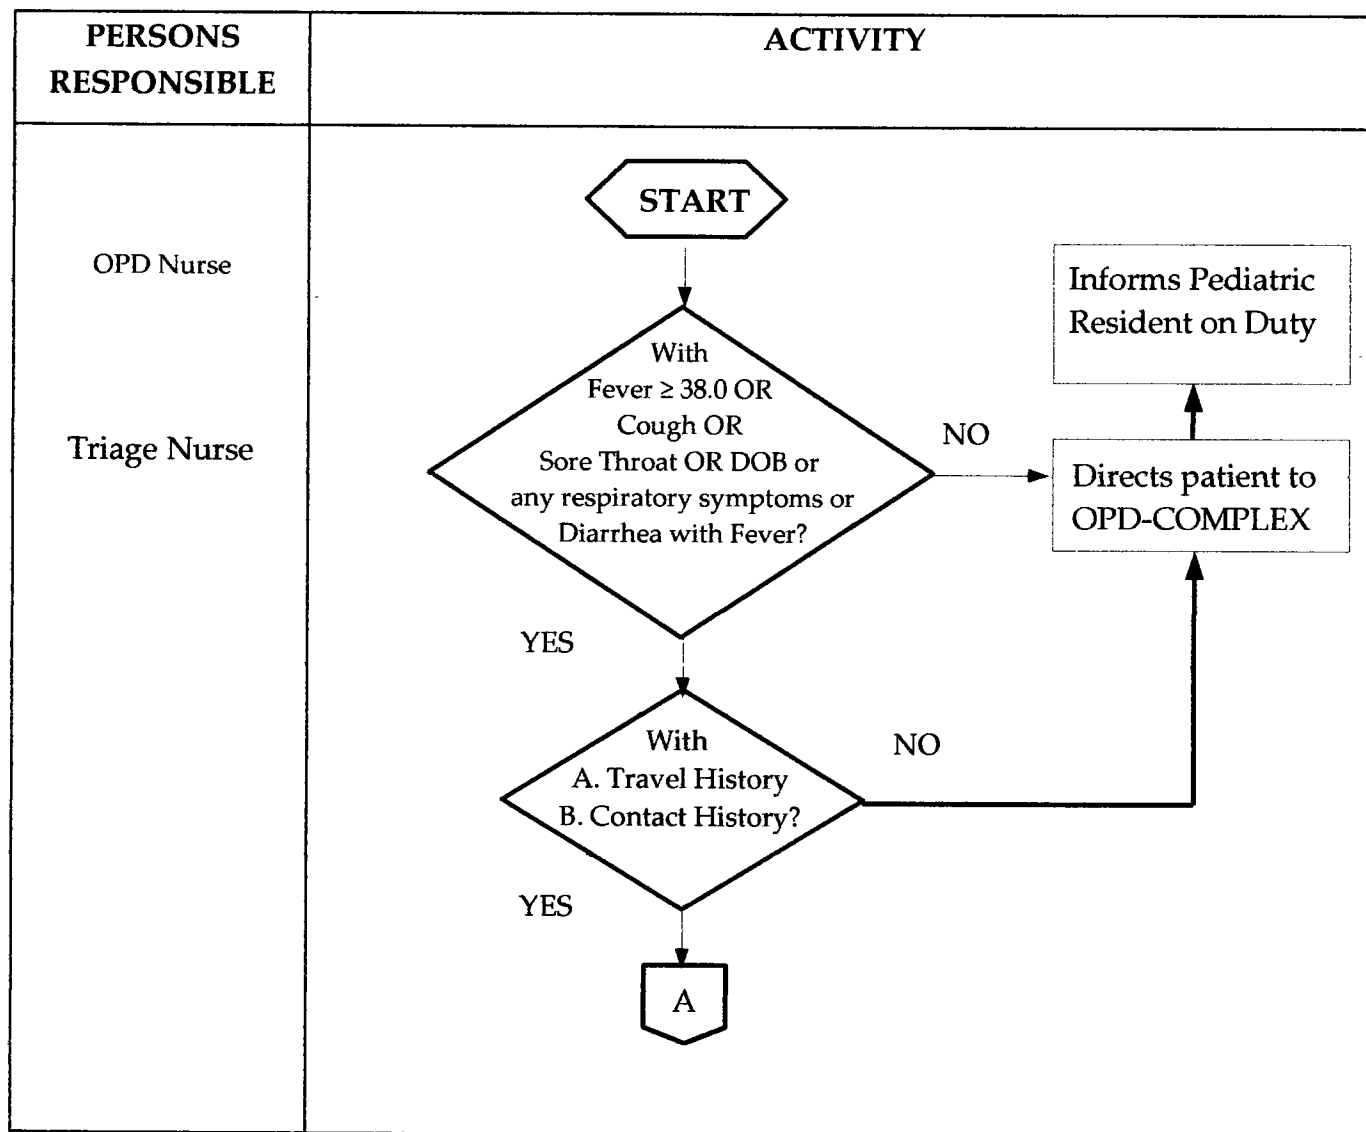 PERSONS
RESPONSIBLE
ACTIVITY
START
OPD Nurse
Informs Pediatric
Resident on Duty
With
Fever ≥ 38.0 OR
Cough OR
Sore Throat OR DOB or
any respiratory symptoms or
Diarrhea with Fever?
Triage Nurse
NO
Directs patient to
OPD-COMPLEX
YES
With
A. Travel History
B. Contact History?
NO
YES
A